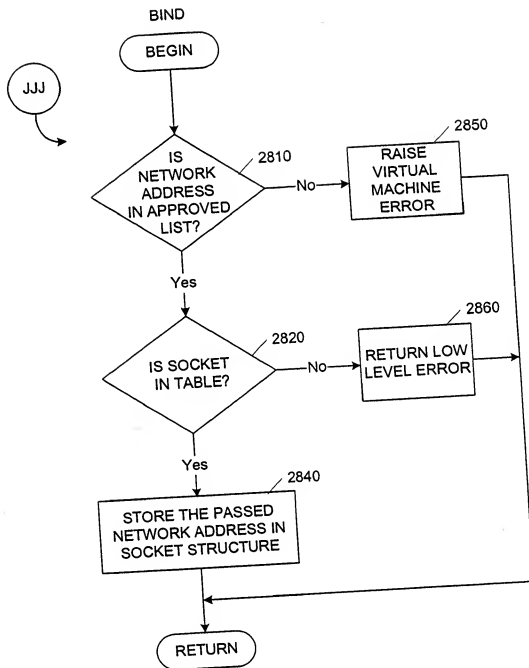 BIND
BEGIN
JJJ
2810
IS
NETWORK
ADDRESS
IN APPROVED
LIST?
No
2850
RAISE
VIRTUAL
MACHINE
ERROR
Yes
2820
IS SOCKET
IN TABLE?
No
2860
RETURN LOW
LEVEL ERROR
Yes
2840
STORE THE PASSED
NETWORK ADDRESS IN
SOCKET STRUCTURE
RETURN